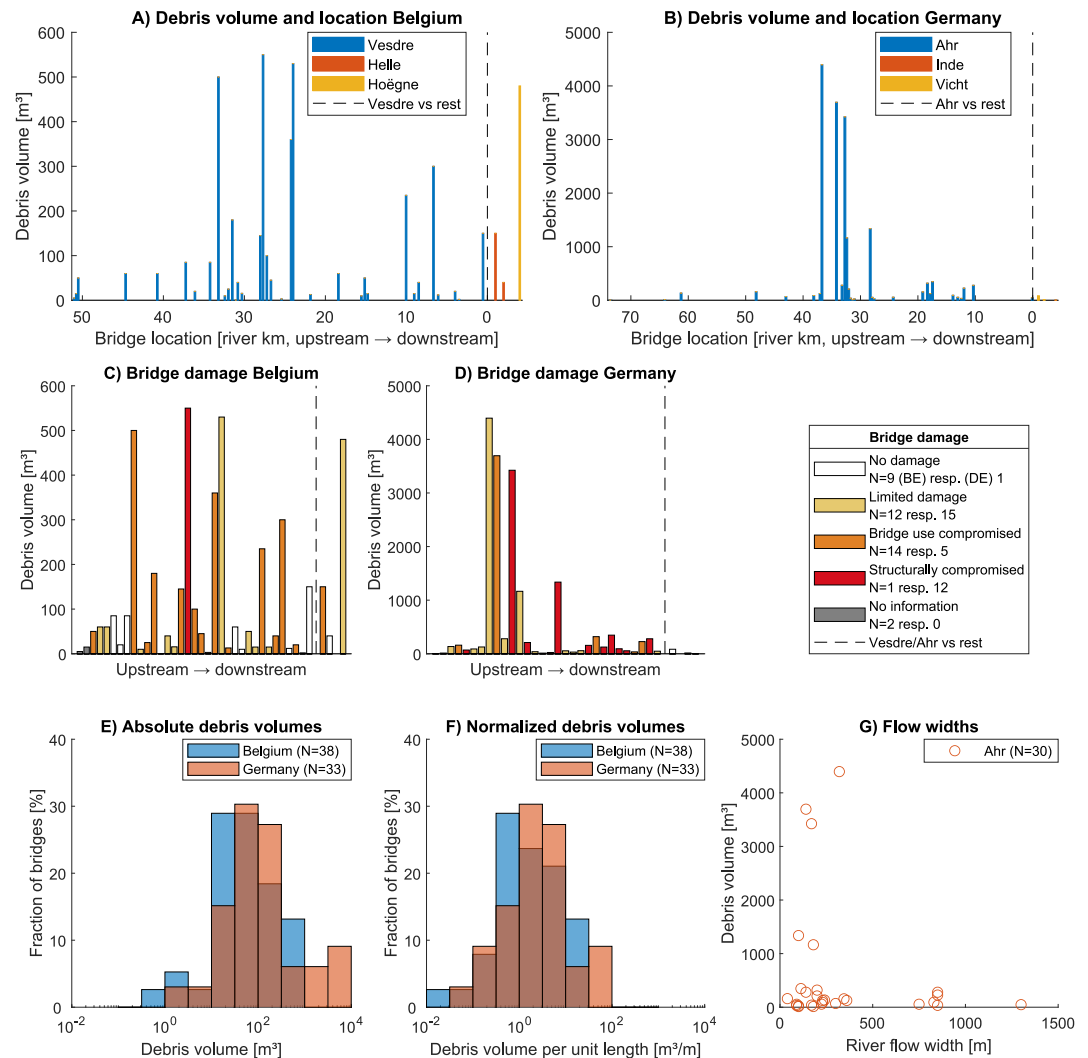 A) Debris volume and location Belgium
Debris volume [m³]
600
500
400
300
200
100
0
50
40
30
20
10
0
Bridge location [river km, upstream → downstream]
Vesdre
Helle
Hoëgne
Vesdre vs rest
B) Debris volume and location Germany
Debris volume [m³]
5000
4000
3000
2000
1000
0
70
60
50
40
30
20
10
0
Bridge location [river km, upstream → downstream]
Ahr
Inde
Vicht
Ahr vs rest
C) Bridge damage Belgium
Debris volume [m³]
600
500
400
300
200
100
0
Upstream → downstream
D) Bridge damage Germany
Debris volume [m³]
5000
4000
3000
2000
1000
0
Upstream → downstream
Bridge damage
No damage
N=9 (BE) resp. (DE) 1
Limited damage
N=12 resp. 15
Bridge use compromised
N=14 resp. 5
Structurally compromised
N=1 resp. 12
No information
N=2 resp. 0
Vesdre/Ahr vs rest
E) Absolute debris volumes
Fraction of bridges [%]
40
30
20
10
0
10⁻²
10⁰
10²
10⁴
Debris volume [m³]
Belgium (N=38)
Germany (N=33)
F) Normalized debris volumes
Fraction of bridges [%]
40
30
20
10
0
10⁻²
10⁰
10²
10⁴
Debris volume per unit length [m³/m]
Belgium (N=38)
Germany (N=33)
G) Flow widths
Debris volume [m³]
5000
4000
3000
2000
1000
0
0
500
1000
1500
River flow width [m]
Ahr (N=30)